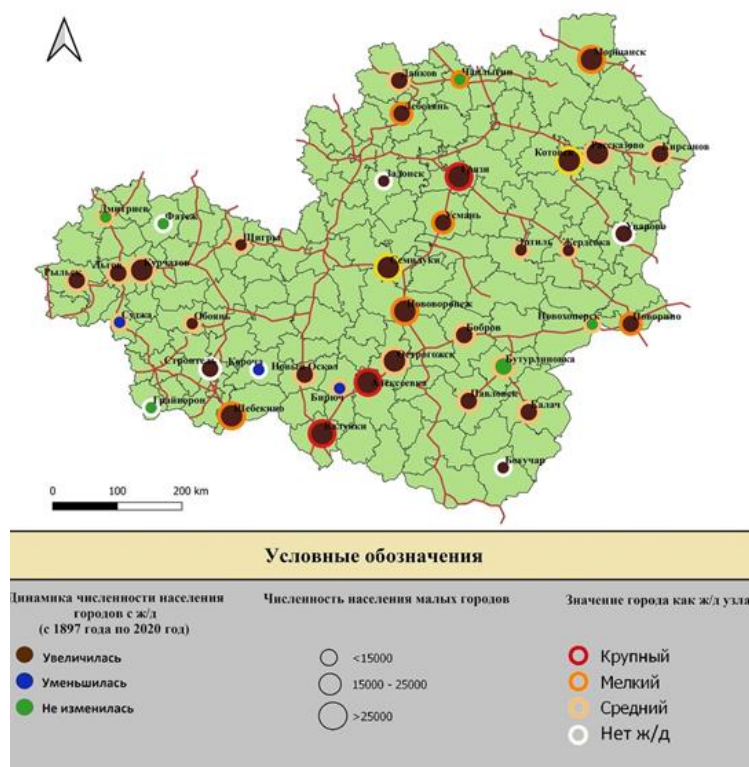 Моршанск
Данков
Чаплыгин
Лебедянь
Котовск
Рассказово
Кирсанов
Грязи
Задонск
Дмитриев
Фатеж
Усмань
Уварово
Щигры
Эртиль
Жердевка
Рыльск
Льгов
Курчатов
Семилуки
Суджа
Обоянь
Нововоронеж
Бобров
Новохоперск
Поворино
Строитель
Короча
Новый Оскол
Острогожск
Бутурлиновка
Бирюч
Алексеевка
Грайворон
Шебекино
Павловск
Калач
Валуйки
Богучар
0 100 200 km
Условные обозначения
Динамика численности населения
городов с ж/д
(с 1897 года по 2020 год)
Увеличилась
Уменьшилась
Не изменилась
Численность населения малых городов
<15000
15000 - 25000
>25000
Значение города как ж/д узла
Крупный
Мелкий
Средний
Нет ж/д